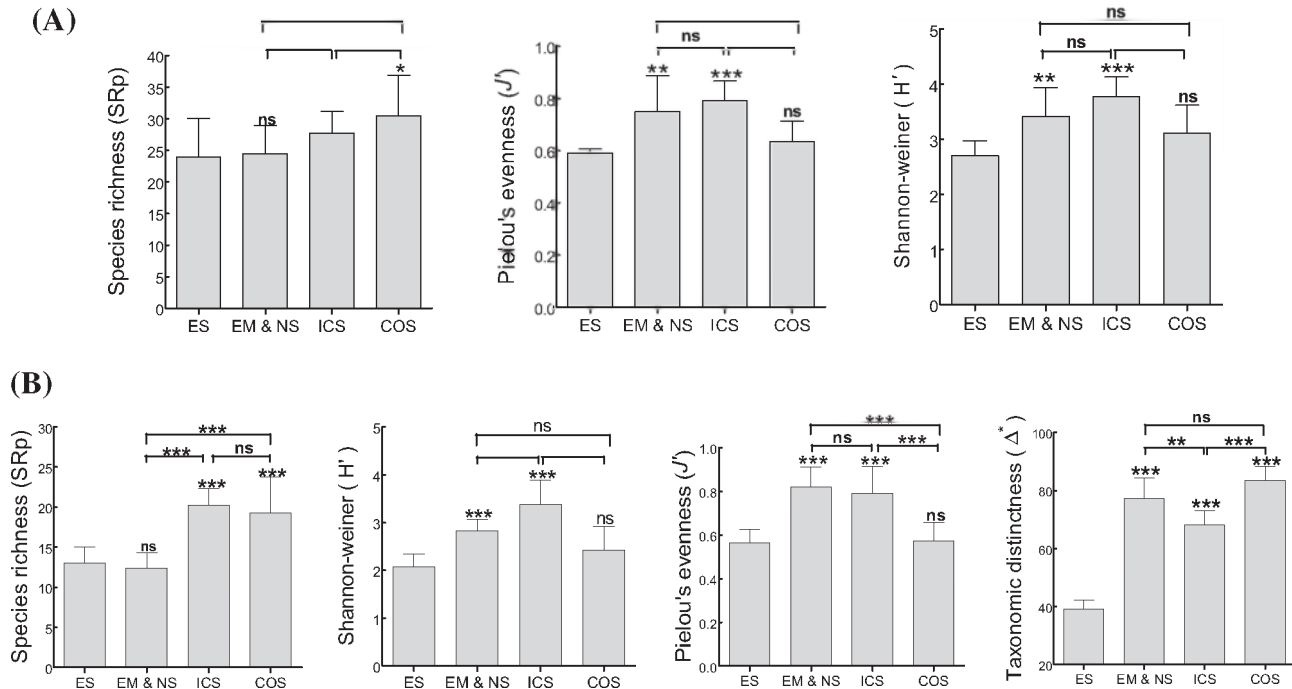 (A)
Species richness (SRp)
40
35
30
25
20
15
10
5
0
ns
*
ES EM & NS ICS COS
Pielou's evenness (J')
1.0
0.8
0.6
0.4
0.2
0.0
ns
** *** ns
ES EM & NS ICS COS
Shannon-weiner ( H′ )
5
4
3
2
1
0
ns
ns
** *** ns
ES EM & NS ICS COS
(B)
Species richness (SRp)
30
25
20
15
10
5
0
***
*** ns
ns *** ***
ES EM & NS ICS COS
Shannon-weiner ( H' )
5
4
3
2
1
0
ns
*** *** ns
ES EM & NS ICS COS
Pielou's evenness (J')
1.0
0.8
0.6
0.4
0.2
0.0
***
ns ***
*** *** ns
ES EM & NS ICS COS
Taxonomic distinctness ( Δ* )
100
80
60
40
20
ns
** ***
*** *** ***
ES EM & NS ICS COS